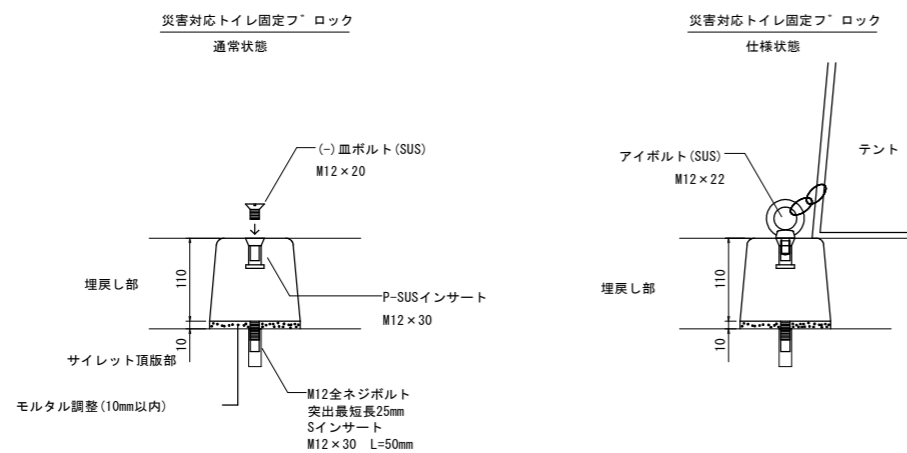 災害対応トイレ固定フ゛ロック
通常状態
(-)皿ボルト(SUS)
M12×20
埋戻し部
110
P-SUSインサート
M12×30
10
サイレット頂版部
モルタル調整(10mm以内)
M12全ネジボルト
突出最短長25mm
Sインサート
M12×30 L=50mm
災害対応トイレ固定フ゛ロック
仕様状態
アイボルト(SUS)
M12×22
テント
埋戻し部
110
10